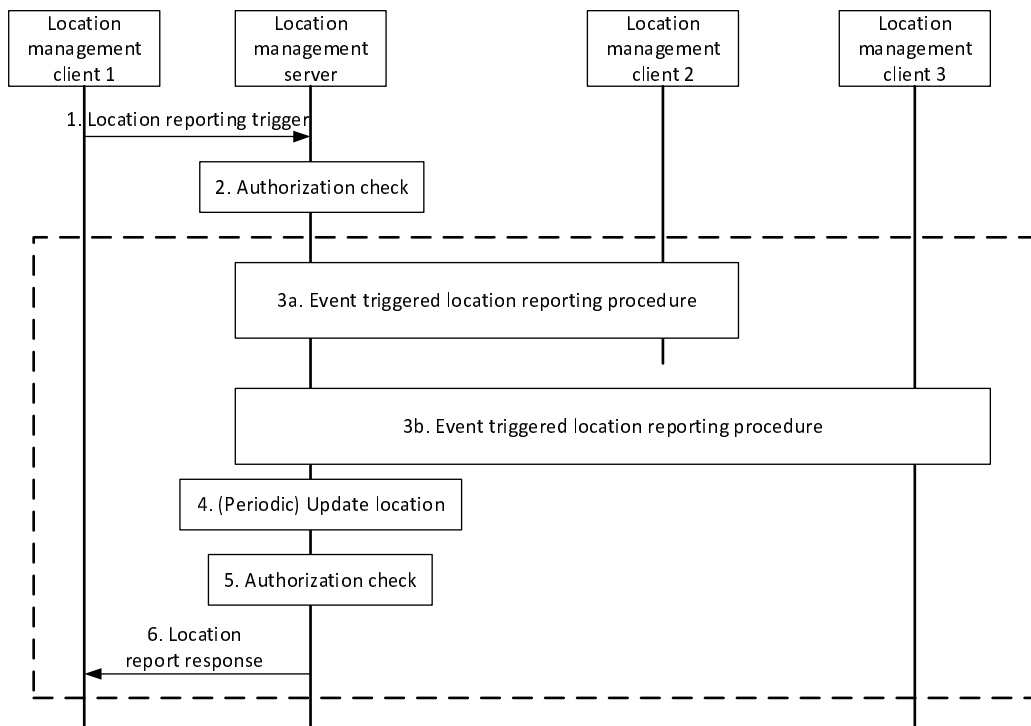 Location
management
client 1
Location
management
server
Location
management
client 2
Location
management
client 3
1. Location reporting trigger
2. Authorization check
3a. Event triggered location reporting procedure
3b. Event triggered location reporting procedure
4. (Periodic) Update location
5. Authorization check
6. Location
report response